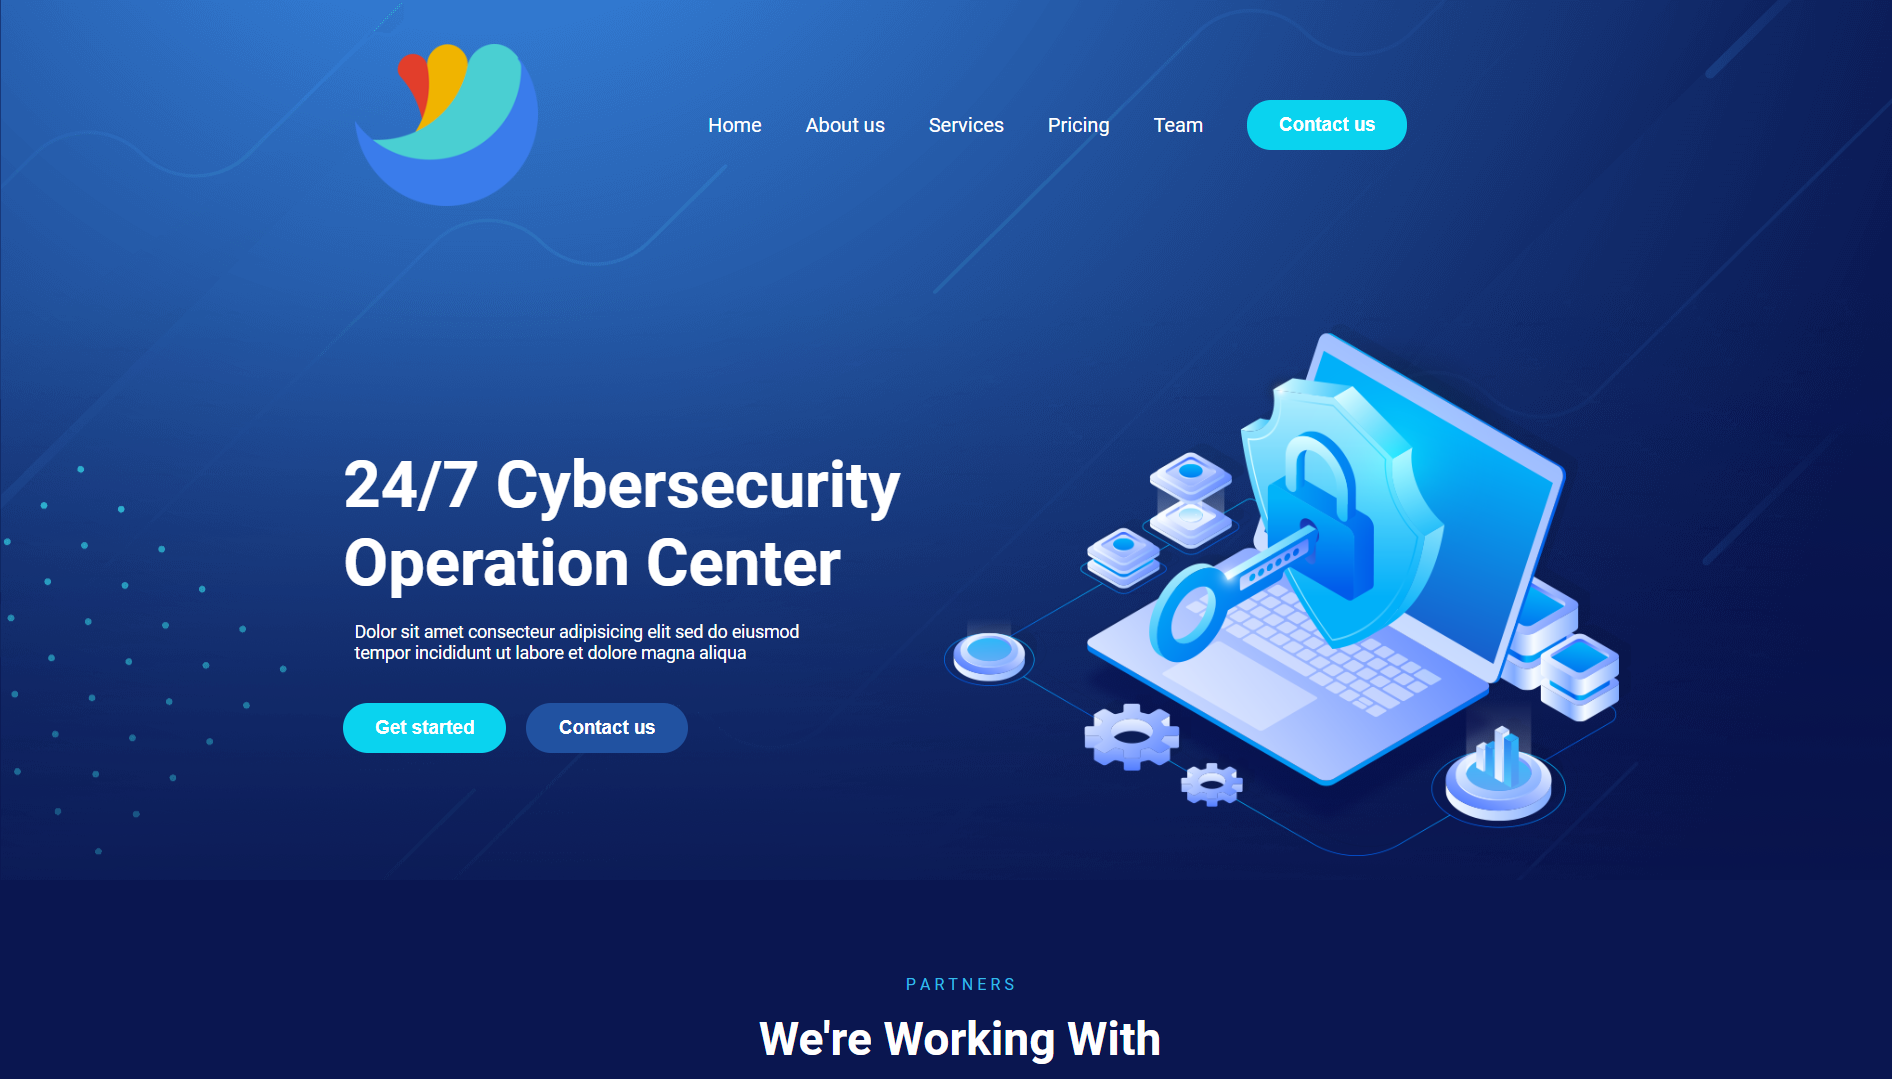 Home About us Services Pricing Team Contact us
24/7 Cybersecurity
Operation Center
Dolor sit amet consecteur adipisicing elit sed do eiusmod
tempor incididunt ut labore et dolore magna aliqua
Get started Contact us
PARTNERS
We're Working With